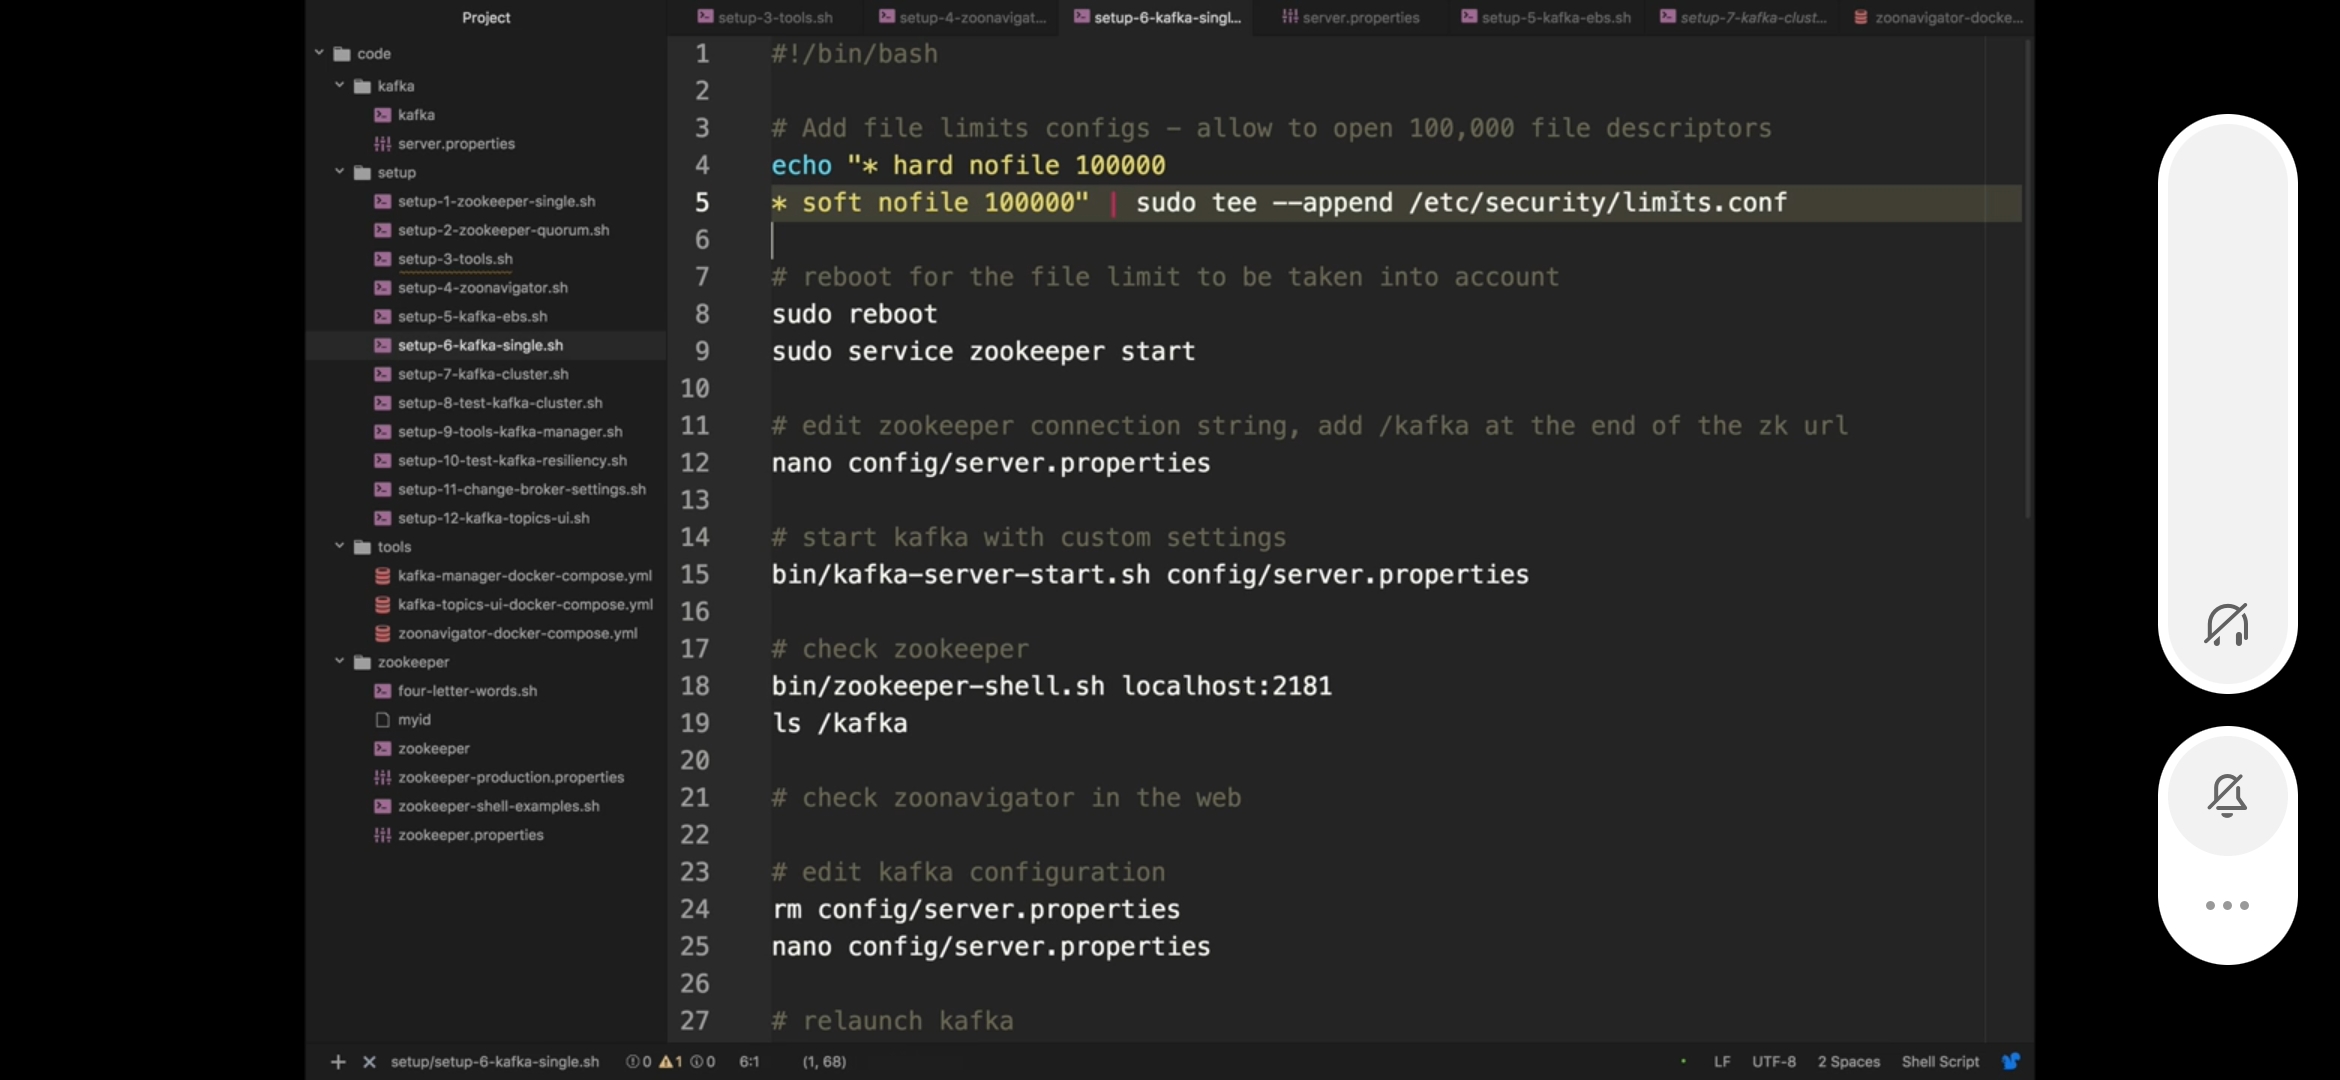 Project
code
kafka
kafka
server.properties
setup
setup-1-zookeeper-single.sh
setup-2-zookeeper-quorum.sh
setup-3-tools.sh
setup-4-zoonavigator.sh
setup-5-kafka-ebs.sh
setup-6-kafka-single.sh
setup-7-kafka-cluster.sh
setup-8-test-kafka-cluster.sh
setup-9-tools-kafka-manager.sh
setup-10-test-kafka-resiliency.sh
setup-11-change-broker-settings.sh
setup-12-kafka-topics-ui.sh
tools
kafka-manager-docker-compose.yml
kafka-topics-ui-docker-compose.yml
zoonavigator-docker-compose.yml
zookeeper
four-letter-words.sh
myid
zookeeper
zookeeper-production.properties
zookeeper-shell-examples.sh
zookeeper.properties
setup-3-tools.sh setup-4-zoonavigat... setup-6-kafka-singl... server.properties setup-5-kafka-ebs.sh setup-7-kafka-clust... zoonavigator-docke...
1 #!/bin/bash
2
3 # Add file limits configs – allow to open 100,000 file descriptors
4 echo "* hard nofile 100000
5 * soft nofile 100000" | sudo tee --append /etc/security/limits.conf
6
7 # reboot for the file limit to be taken into account
8 sudo reboot
9 sudo service zookeeper start
10
11 # edit zookeeper connection string, add /kafka at the end of the zk url
12 nano config/server.properties
13
14 # start kafka with custom settings
15 bin/kafka-server-start.sh config/server.properties
16
17 # check zookeeper
18 bin/zookeeper-shell.sh localhost:2181
19 ls /kafka
20
21 # check zoonavigator in the web
22
23 # edit kafka configuration
24 rm config/server.properties
25 nano config/server.properties
26
27 # relaunch kafka
setup/setup-6-kafka-single.sh 0 1 0 6:1 (1, 68) LF UTF-8 2 Spaces Shell Script